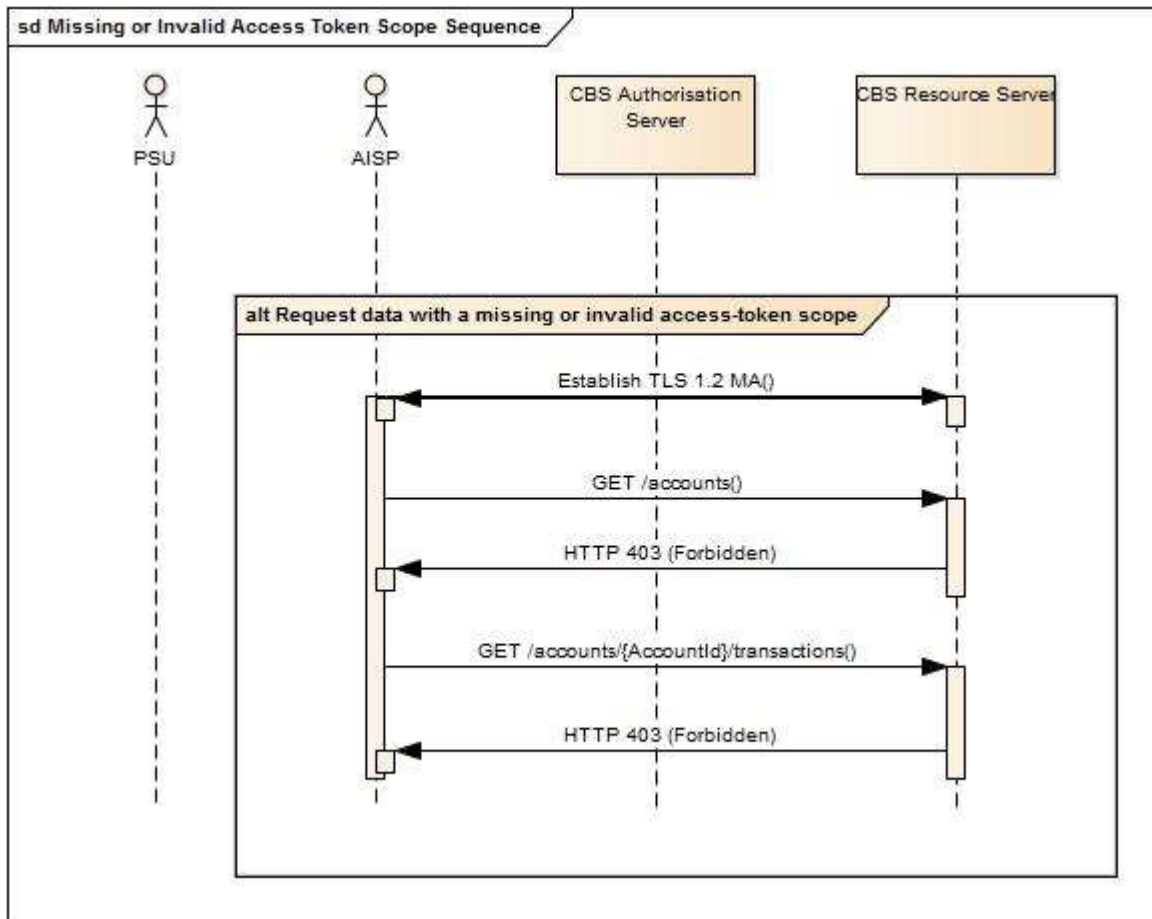 sd Missing or Invalid Access Token Scope Sequence
PSU
AISP
CBS Authorisation
Server
CBS Resource Server
alt Request data with a missing or invalid access-token scope
Establish TLS 1.2 MA()
GET /accounts()
HTTP 403 (Forbidden)
GET /accounts/{AccountId}/transactions()
HTTP 403 (Forbidden)